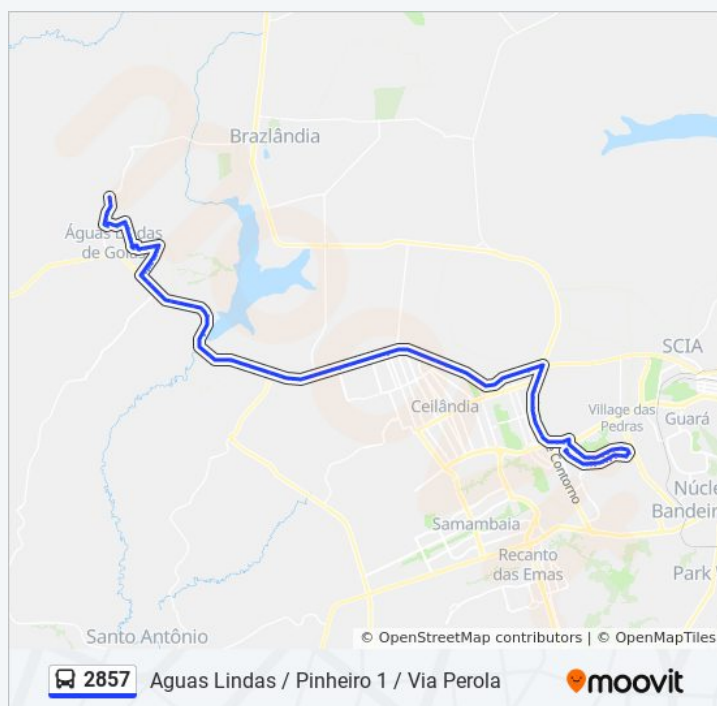 Brazlândia
Águas Lindas
de Goiás
SCIA
Ceilândia
Village das
Pedras
Guará
Contorno
Núcle
Bandei
Samambaia
Recanto
das Emas
Park
Santo Antônio
© OpenStreetMap contributors | © OpenMapTiles
2857 Aguas Lindas / Pinheiro 1 / Via Perola
moovit